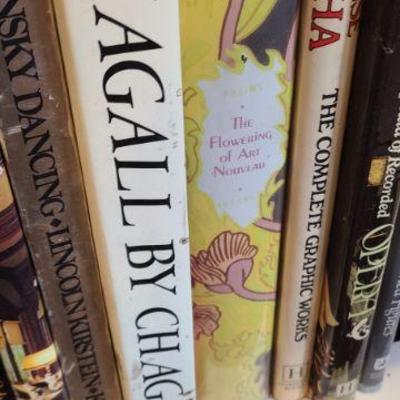 NSKY DANCING • LINCOLN KIRSTEIN
AGALL BY CHAG
The
Flowering
of Art
Nouveau
HA
THE COMPLETE GRAPHIC WORKS
H
of Recorded
OPERA
H